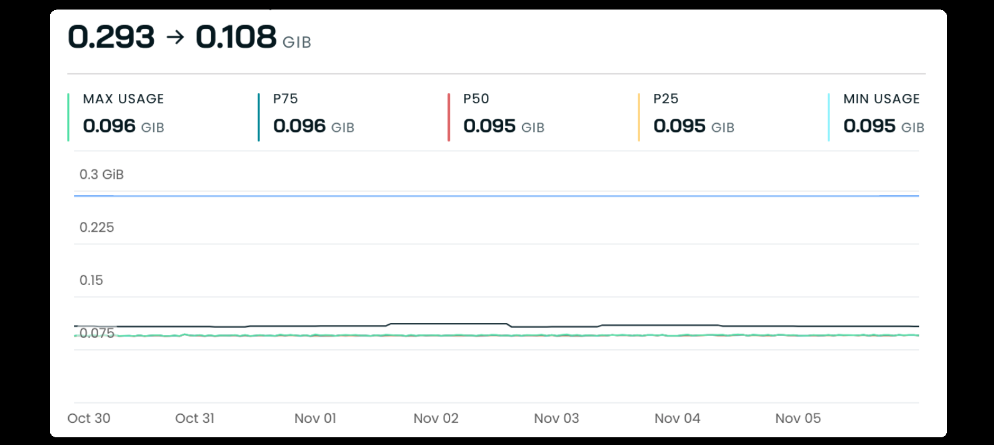 0.293 → 0.108 GIB
MAX USAGE
0.096 GIB
P75
0.096 GIB
P50
0.095 GIB
P25
0.095 GIB
MIN USAGE
0.095 GIB
0.3 GiB
0.225
0.15
0.075
Oct 30 Oct 31 Nov 01 Nov 02 Nov 03 Nov 04 Nov 05